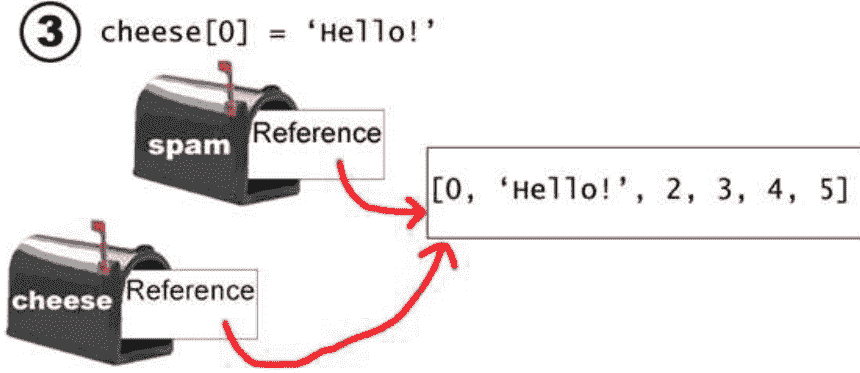 3 cheese[0] = ‘Hello!’
spam
Reference
[0, ‘Hello!’, 2, 3, 4, 5]
cheese
Reference